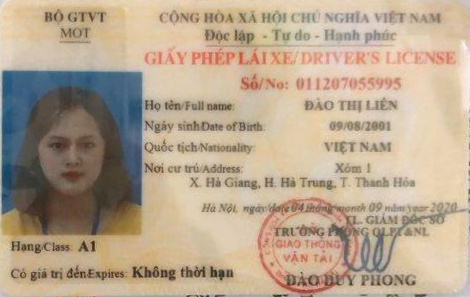 BỘ GTVT
MOT
CỘNG HÒA XÃ HỘI CHỦ NGHĨA VIỆT NAM
Độc lập - Tự do - Hạnh phúc
GIẤY PHÉP LÁI XE/DRIVER'S LICENSE
Số/No: 011207055995
Họ tên/Full name: ĐÀO THỊ LIÊN
Ngày sinh/Date of Birth: 09/08/2001
Quốc tịch/Nationality: VIỆT NAM
Nơi cư trú/Address: Xóm 1
X. Hà Giang, H. Hà Trung, T. Thanh Hóa
Hà Nội, ngày/date 04 tháng/month 09 năm/year 2020
TL. GIÁM ĐỐC SỞ
TRƯỞNG PHÒNG QLPT&NL
GIAO THÔNG
VẬN TẢI
Hạng/Class: A1
Có giá trị đến/Expires: Không thời hạn
ĐÀO DUY PHONG